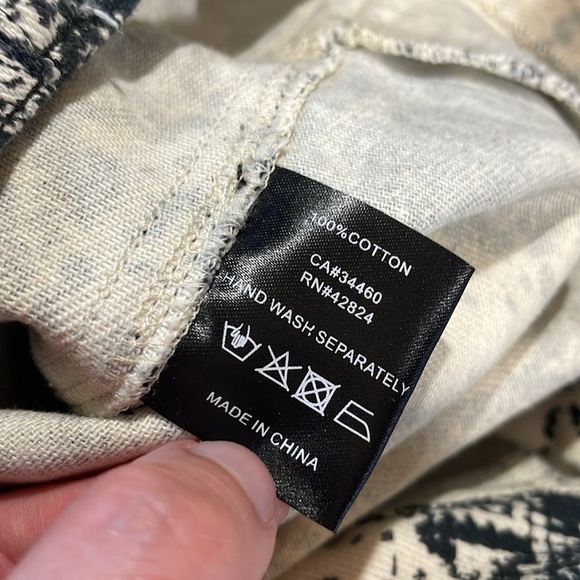 100%COTTON
CA#34460
RN#42824
HAND WASH SEPARATELY
MADE IN CHINA